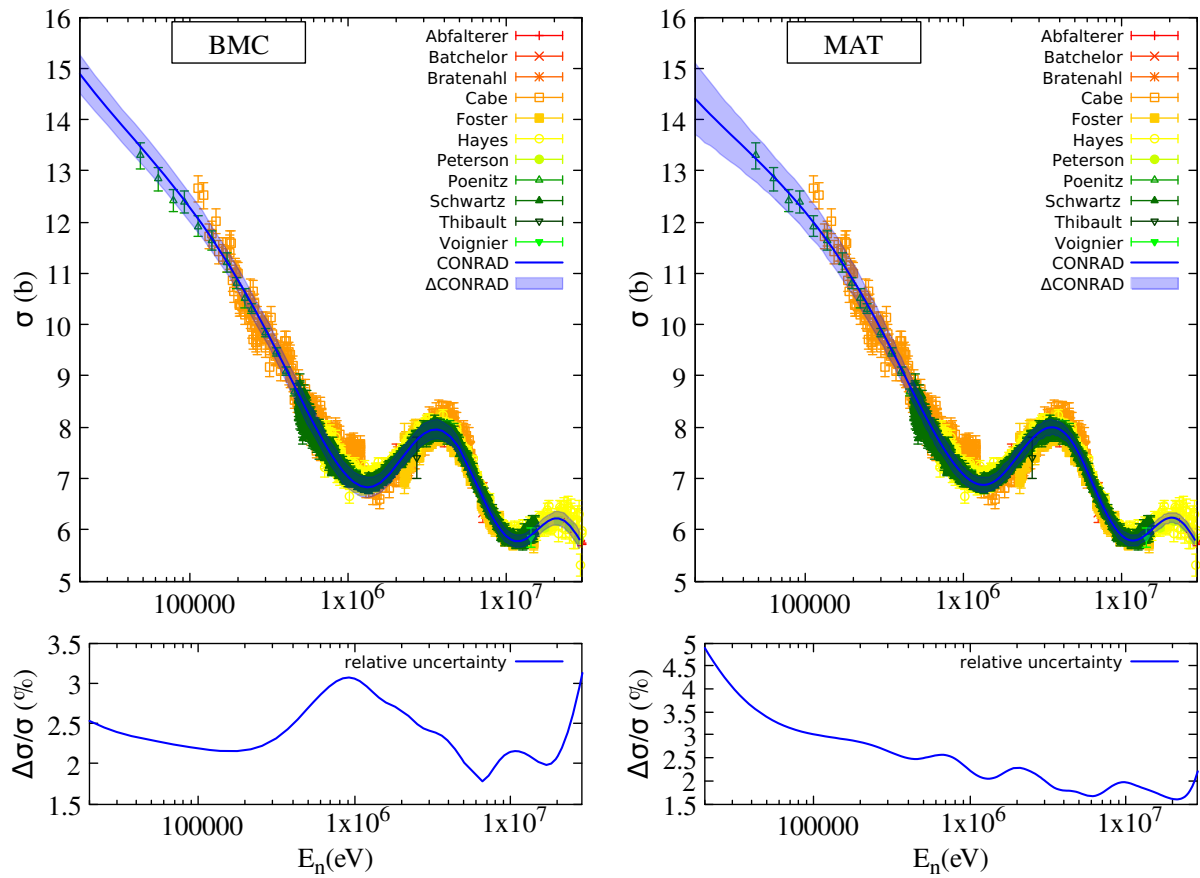 BMC
σ (b)
16
15
14
13
12
11
10
9
8
7
6
5
Abfalterer
Batchelor
Bratenahl
Cabe
Foster
Hayes
Peterson
Poenitz
Schwartz
Thibault
Voignier
CONRAD
ΔCONRAD
100000
1x10^6
1x10^7
MAT
σ (b)
16
15
14
13
12
11
10
9
8
7
6
5
Abfalterer
Batchelor
Bratenahl
Cabe
Foster
Hayes
Peterson
Poenitz
Schwartz
Thibault
Voignier
CONRAD
ΔCONRAD
100000
1x10^6
1x10^7
Δσ/σ (%)
3.5
3
2.5
2
1.5
relative uncertainty
100000
1x10^6
1x10^7
E_n(eV)
Δσ/σ (%)
5
4.5
3.5
3
2.5
2
1.5
relative uncertainty
100000
1x10^6
1x10^7
E_n(eV)